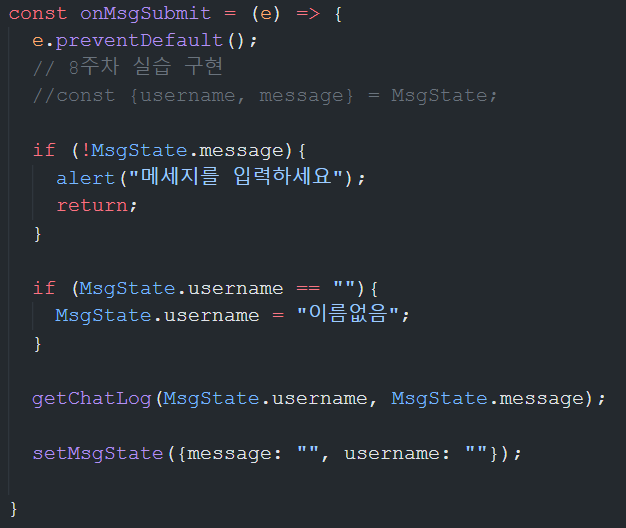 const onMsgSubmit = (e) => {
e.preventDefault();
// 8주차 실습 구현
//const {username, message} = MsgState;
if (!MsgState.message){
alert("메세지를 입력하세요");
return;
}
if (MsgState.username == ""){
MsgState.username = "이름없음";
}
getChatLog(MsgState.username, MsgState.message);
setMsgState({message: "", username: ""});
}